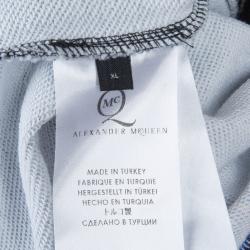 XL
McQ
ALEXANDER MCQUEEN
MADE IN TURKEY
FABRIQUE EN TURQUIE
HERGESTELLT IN TÜRKEI
HECHO EN TURQUIA
トルコ製
СДЕЛАНО В ТУРЦИИ